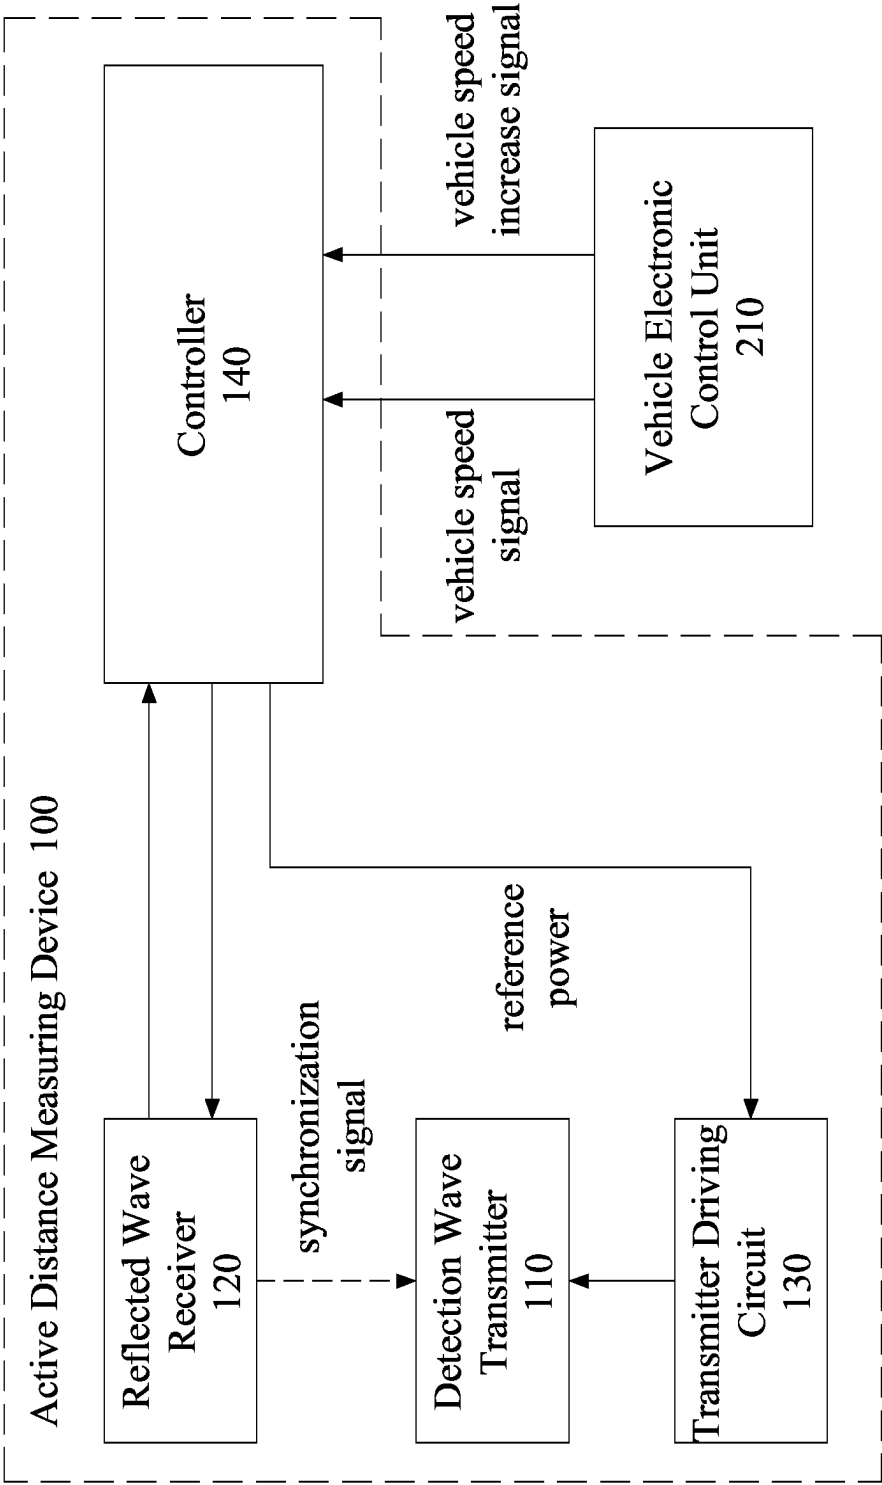 Active Distance Measuring Device 100
Reflected Wave
Receiver
120
Controller
140
synchronization
signal
vehicle speed
signal
vehicle speed
increase signal
Detection Wave
Transmitter
110
reference
power
Vehicle Electronic
Control Unit
210
Transmitter Driving
Circuit
130